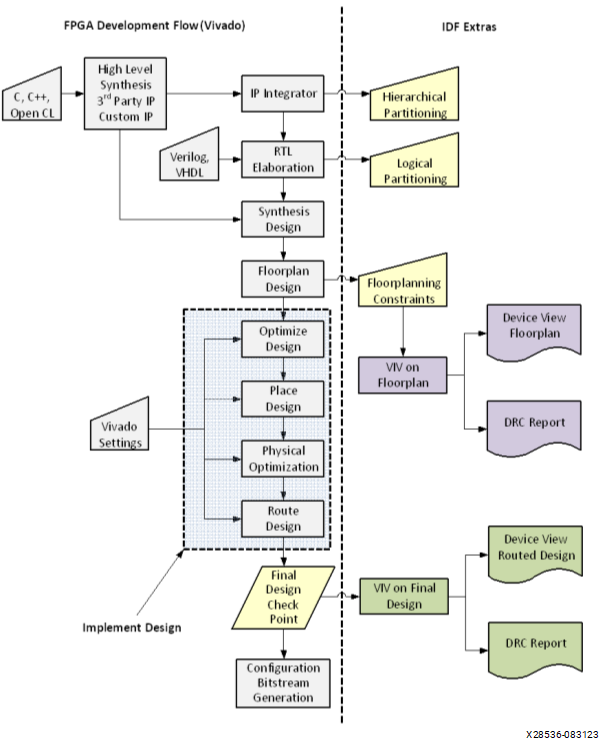 FPGA Development Flow (Vivado)
IDF Extras
C, C++,
Open CL
High Level
Synthesis
3rd Party IP
Custom IP
IP Integrator
Hierarchical
Partitioning
Verilog,
VHDL
RTL
Elaboration
Logical
Partitioning
Synthesis
Design
Floorplan
Design
Floorplanning
Constraints
Optimize
Design
VIV on
Floorplan
Device View
Floorplan
DRC Report
Vivado
Settings
Place
Design
Physical
Optimization
Route
Design
Implement Design
Final
Design
Check
Point
VIV on Final
Design
Device View
Routed Design
DRC Report
Configuration
Bitstream
Generation
X28536-083123